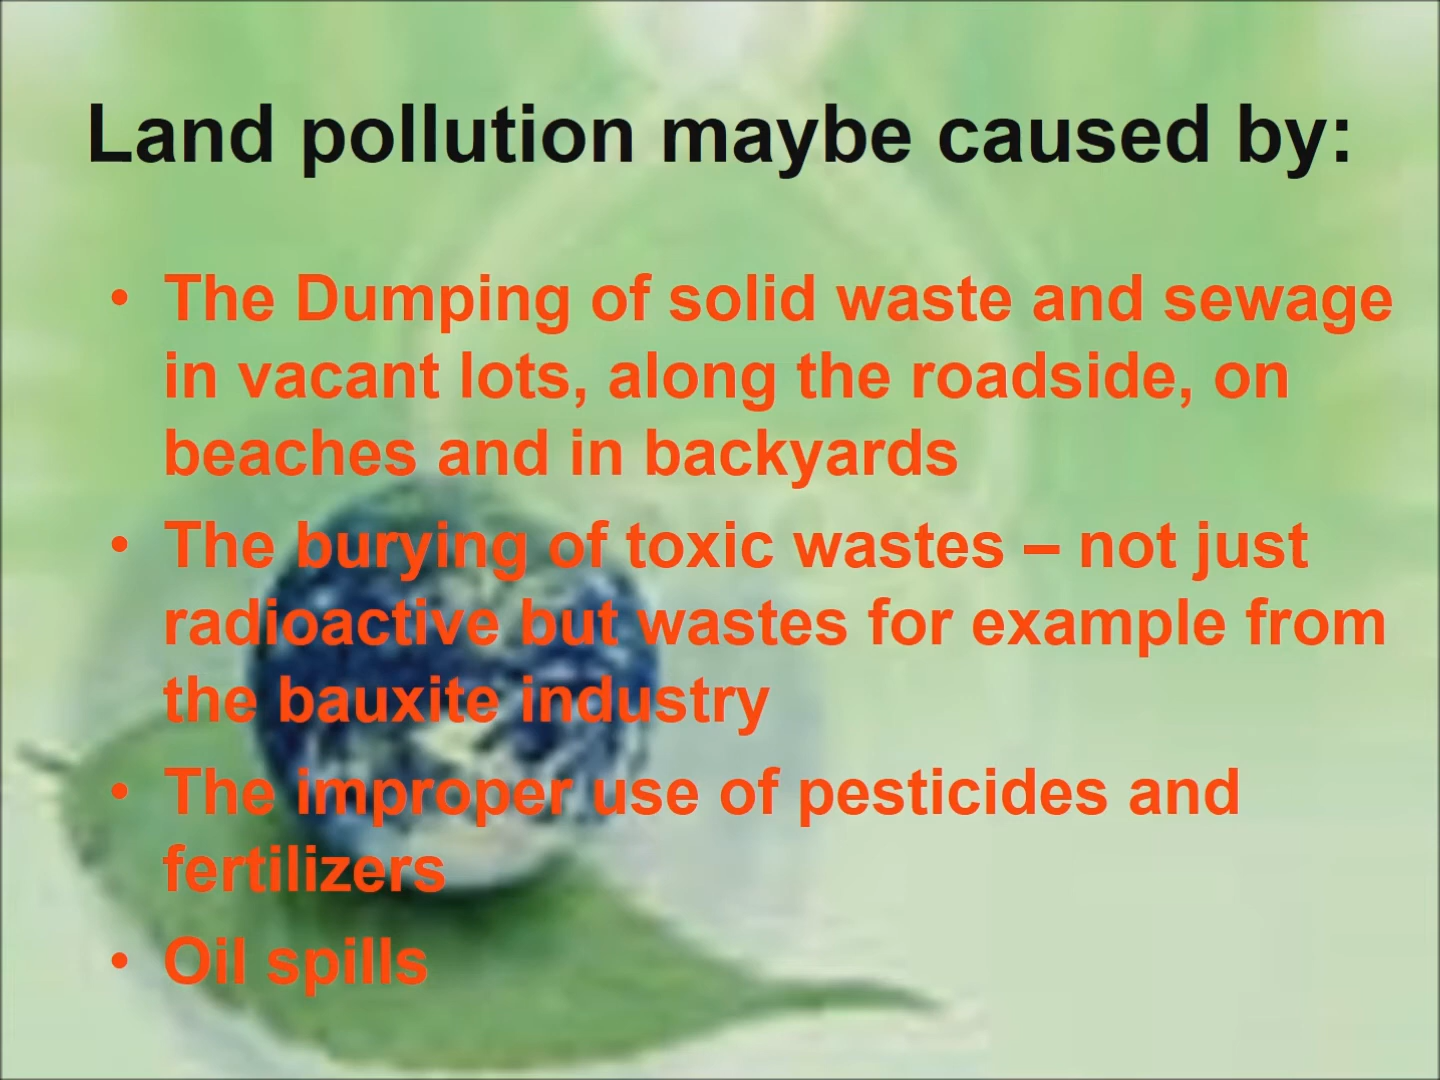 Land pollution maybe caused by:
• The Dumping of solid waste and sewage
in vacant lots, along the roadside, on
beaches and in backyards
• The burying of toxic wastes – not just
radioactive but wastes for example from
the bauxite industry
• The improper use of pesticides and
fertilizers
• Oil spills